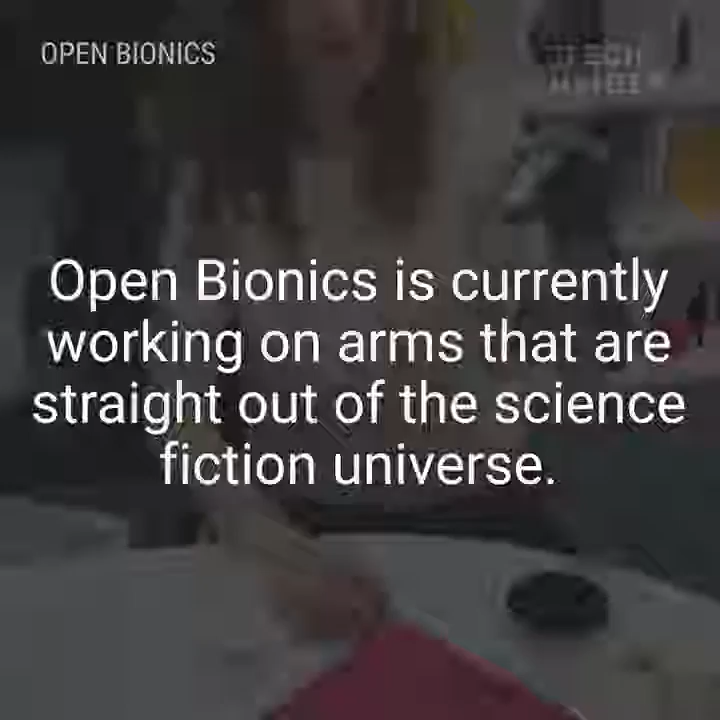 OPEN BIONICS
Open Bionics is currently
working on arms that are
straight out of the science
fiction universe.